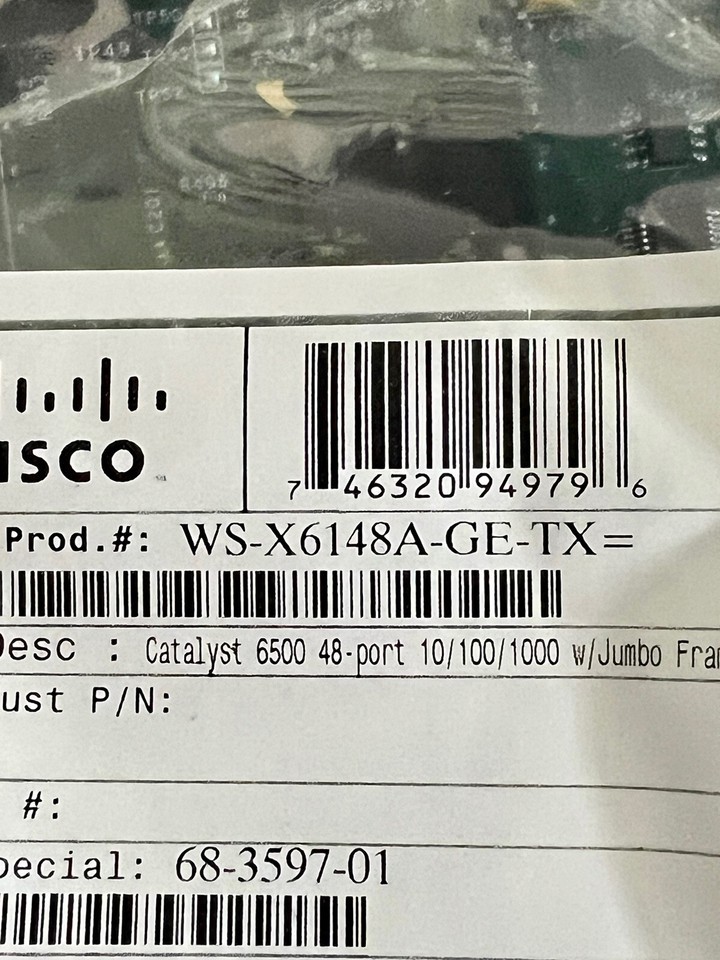 ISCO
7 46320 94979 6
Prod.#: WS-X6148A-GE-TX=
Desc : Catalyst 6500 48-port 10/100/1000 w/Jumbo Fra
ust P/N:
#:
pecial: 68-3597-01